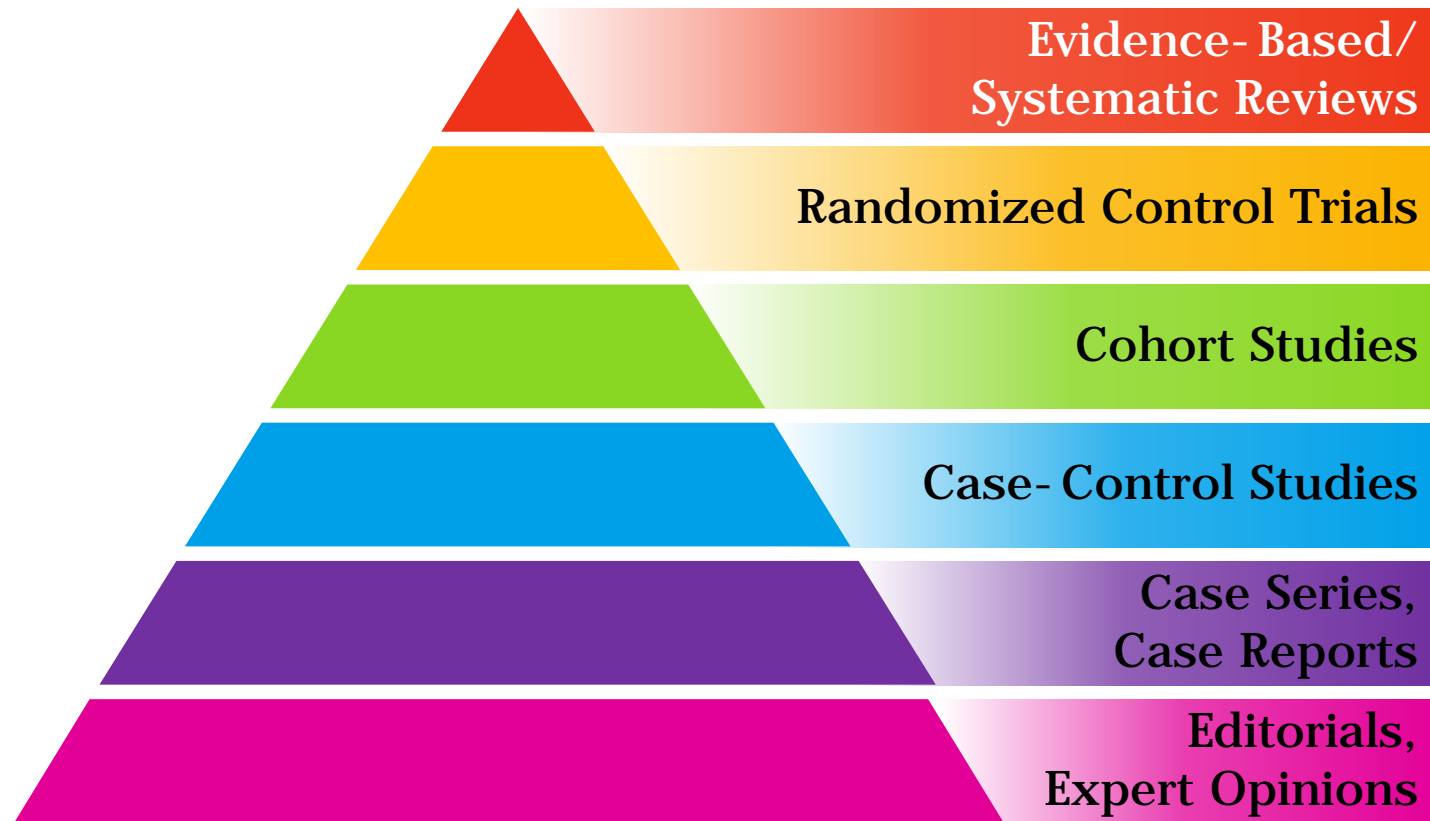 Evidence-Based/
Systematic Reviews
Randomized Control Trials
Cohort Studies
Case-Control Studies
Case Series,
Case Reports
Editorials,
Expert Opinions